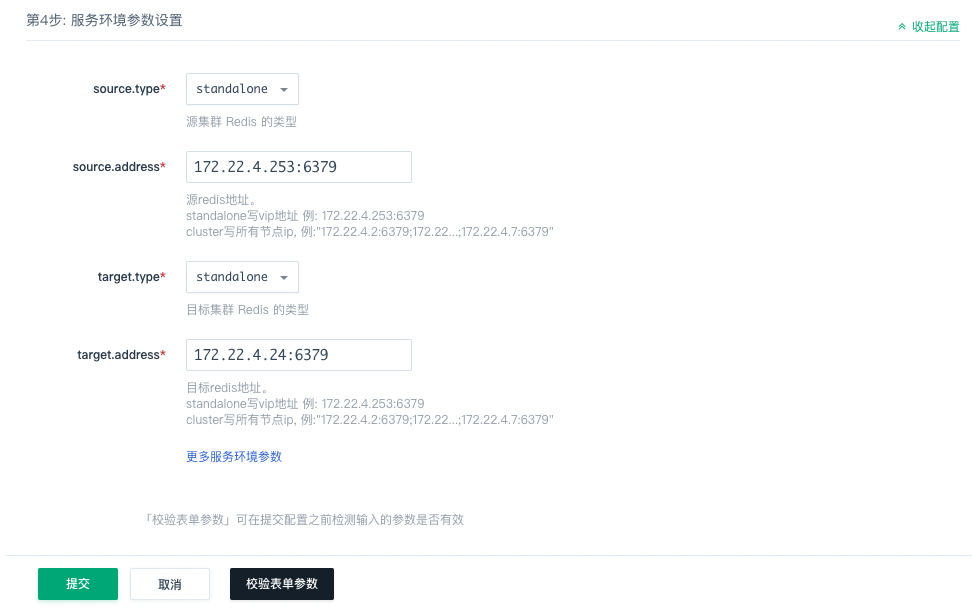 第4步: 服务环境参数设置
收起配置
source.type*
standalone
源集群 Redis 的类型
source.address*
172.22.4.253:6379
源redis地址。
standalone写vip地址 例: 172.22.4.253:6379
cluster写所有节点ip, 例:"172.22.4.2:6379;172.22...;172.22.4.7:6379"
target.type*
standalone
目标集群 Redis 的类型
target.address*
172.22.4.24:6379
目标redis地址。
standalone写vip地址 例: 172.22.4.253:6379
cluster写所有节点ip, 例:"172.22.4.2:6379;172.22...;172.22.4.7:6379"
更多服务环境参数
「校验表单参数」可在提交配置之前检测输入的参数是否有效
提交
取消
校验表单参数